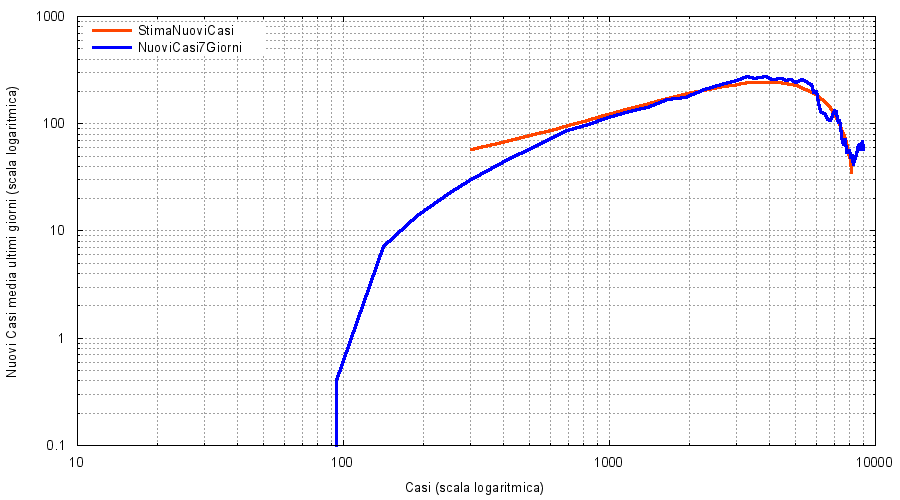 1000
StimaNuoviCasi
NuoviCasi7Giorni
100
10
1
0.1
10
100
1000
10000
Nuovi Casi media ultimi giorni (scala logaritmica)
Casi (scala logaritmica)